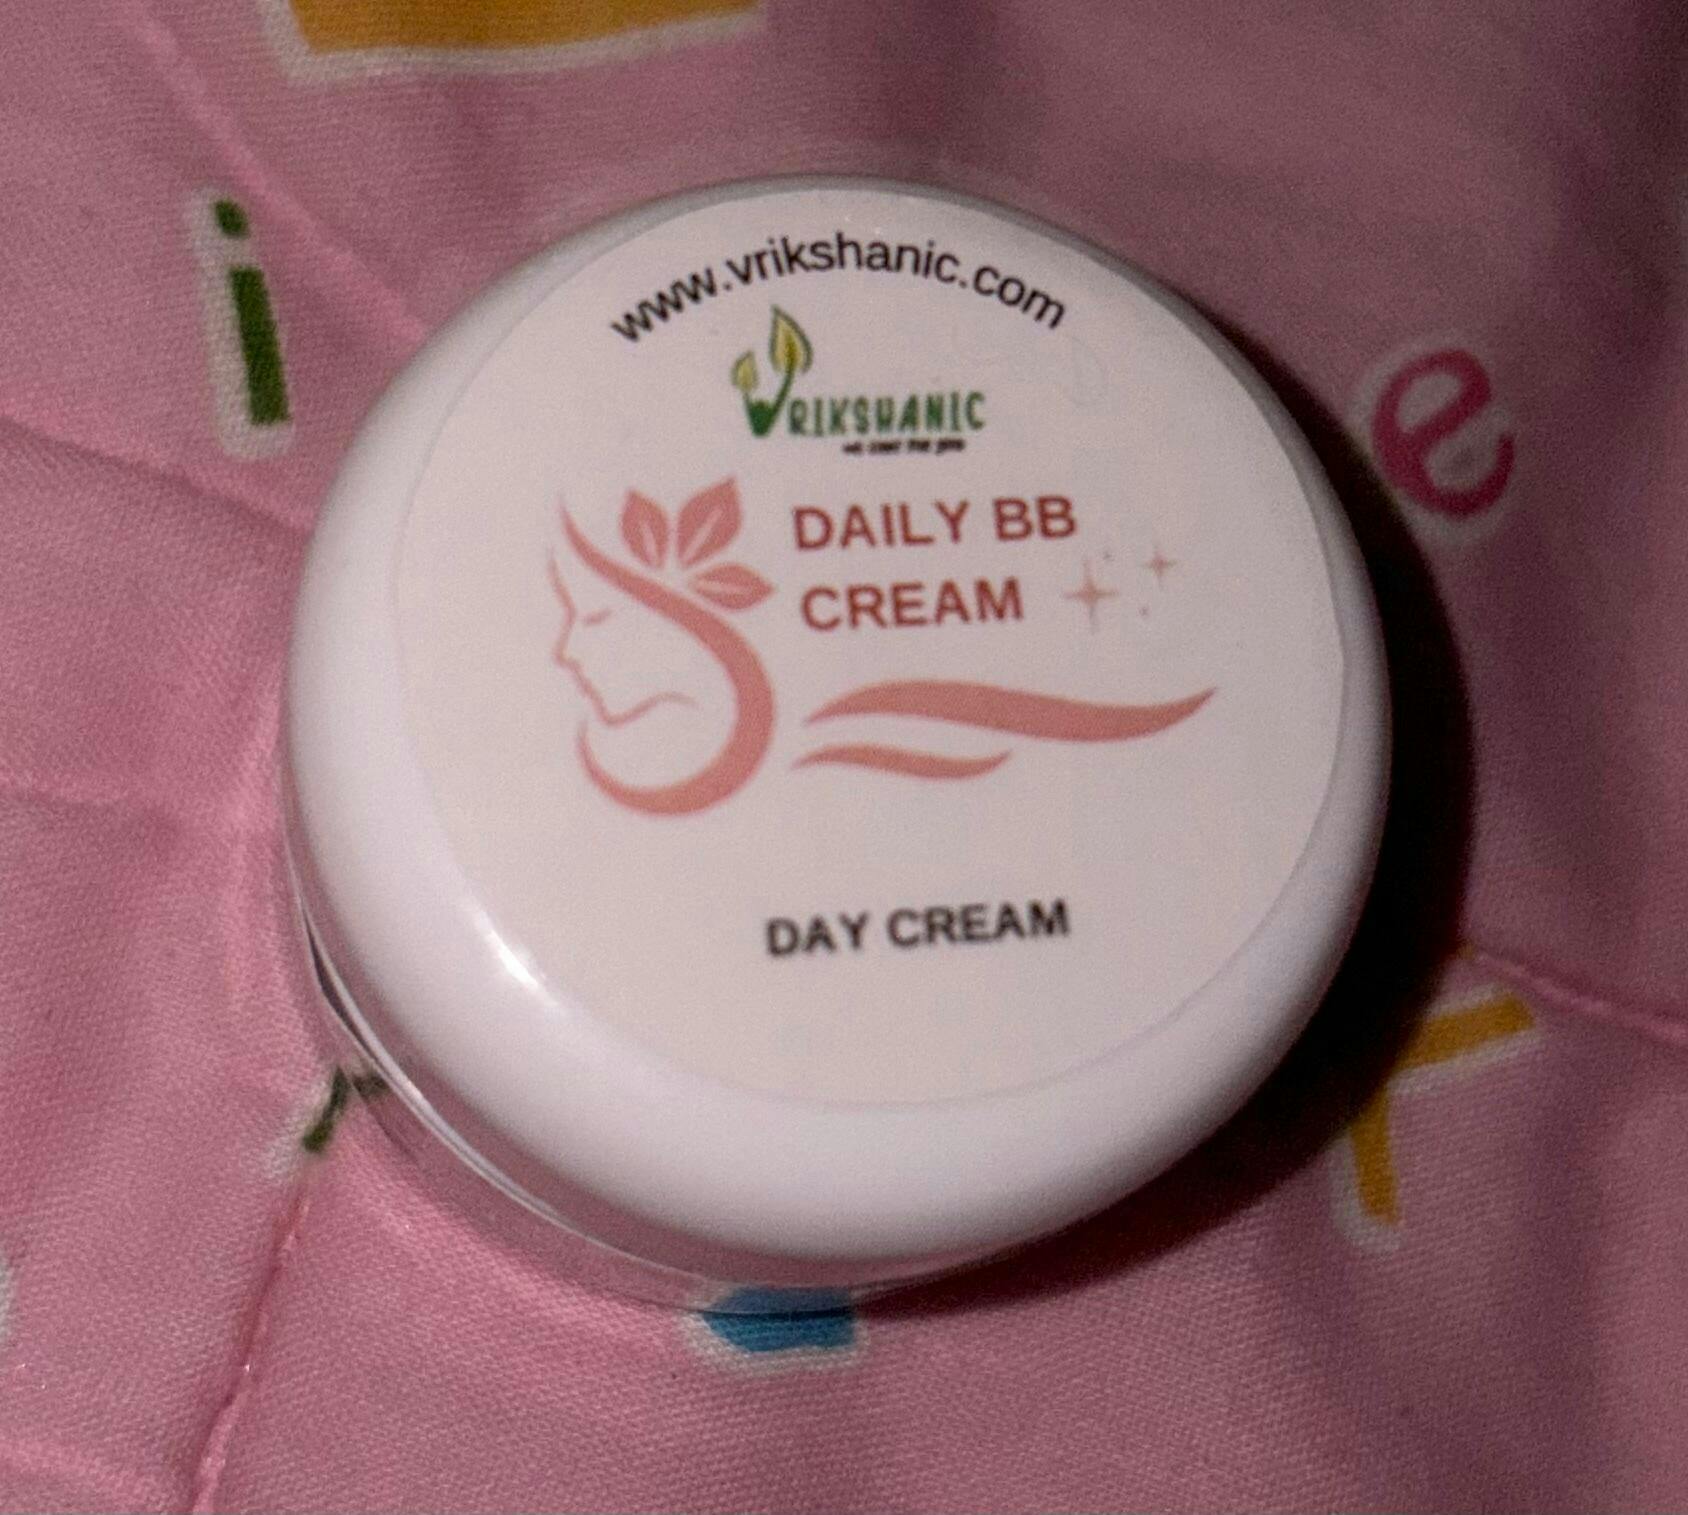 www.vrikshanic.com
VRIKSHANIC
DAILY BB
CREAM
DAY CREAM
i
e